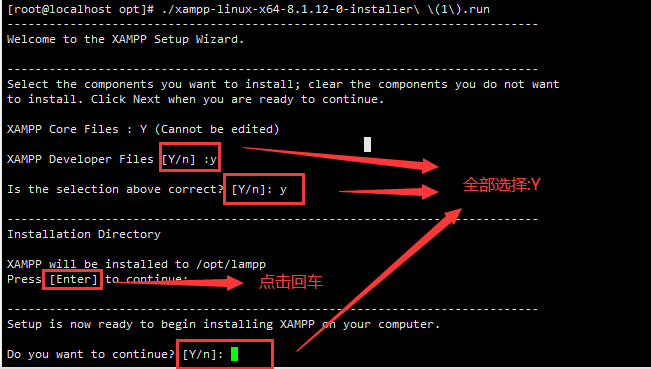 [root@localhost opt]# ./xampp-linux-x64-8.1.12-0-installer\ \(1\).run
----------------------------------------------------------------------------
Welcome to the XAMPP Setup Wizard.
----------------------------------------------------------------------------
Select the components you want to install; clear the components you do not want
to install. Click Next when you are ready to continue.
XAMPP Core Files : Y (Cannot be edited)
XAMPP Developer Files [Y/n] :y
Is the selection above correct? [Y/n]: y
全部选择:Y
----------------------------------------------------------------------------
Installation Directory
XAMPP will be installed to /opt/lampp
Press [Enter] to continue:
点击回车
----------------------------------------------------------------------------
Setup is now ready to begin installing XAMPP on your computer.
Do you want to continue? [Y/n]: